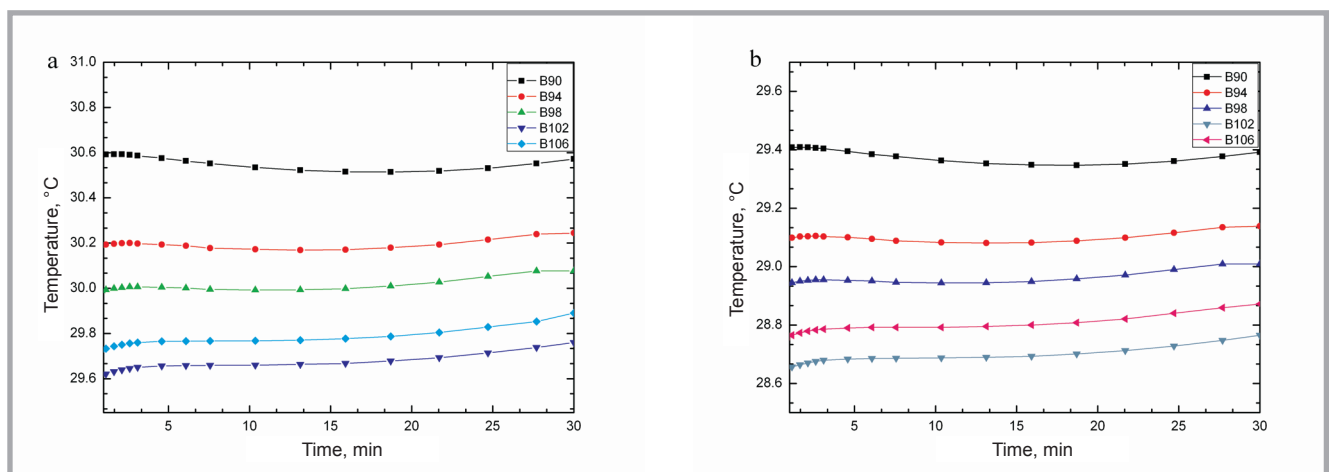 a
Temperature, °C
31.0
30.8
30.6
30.5
30.2
30.0
29.8
29.6
B90
B94
B98
B102
B106
5 10 15 20 25 30
Time, min
b
Temperature, °C
29.6
29.4
29.2
29.0
28.8
28.6
B90
B94
B98
B102
B106
5 10 15 20 25 30
Time, min